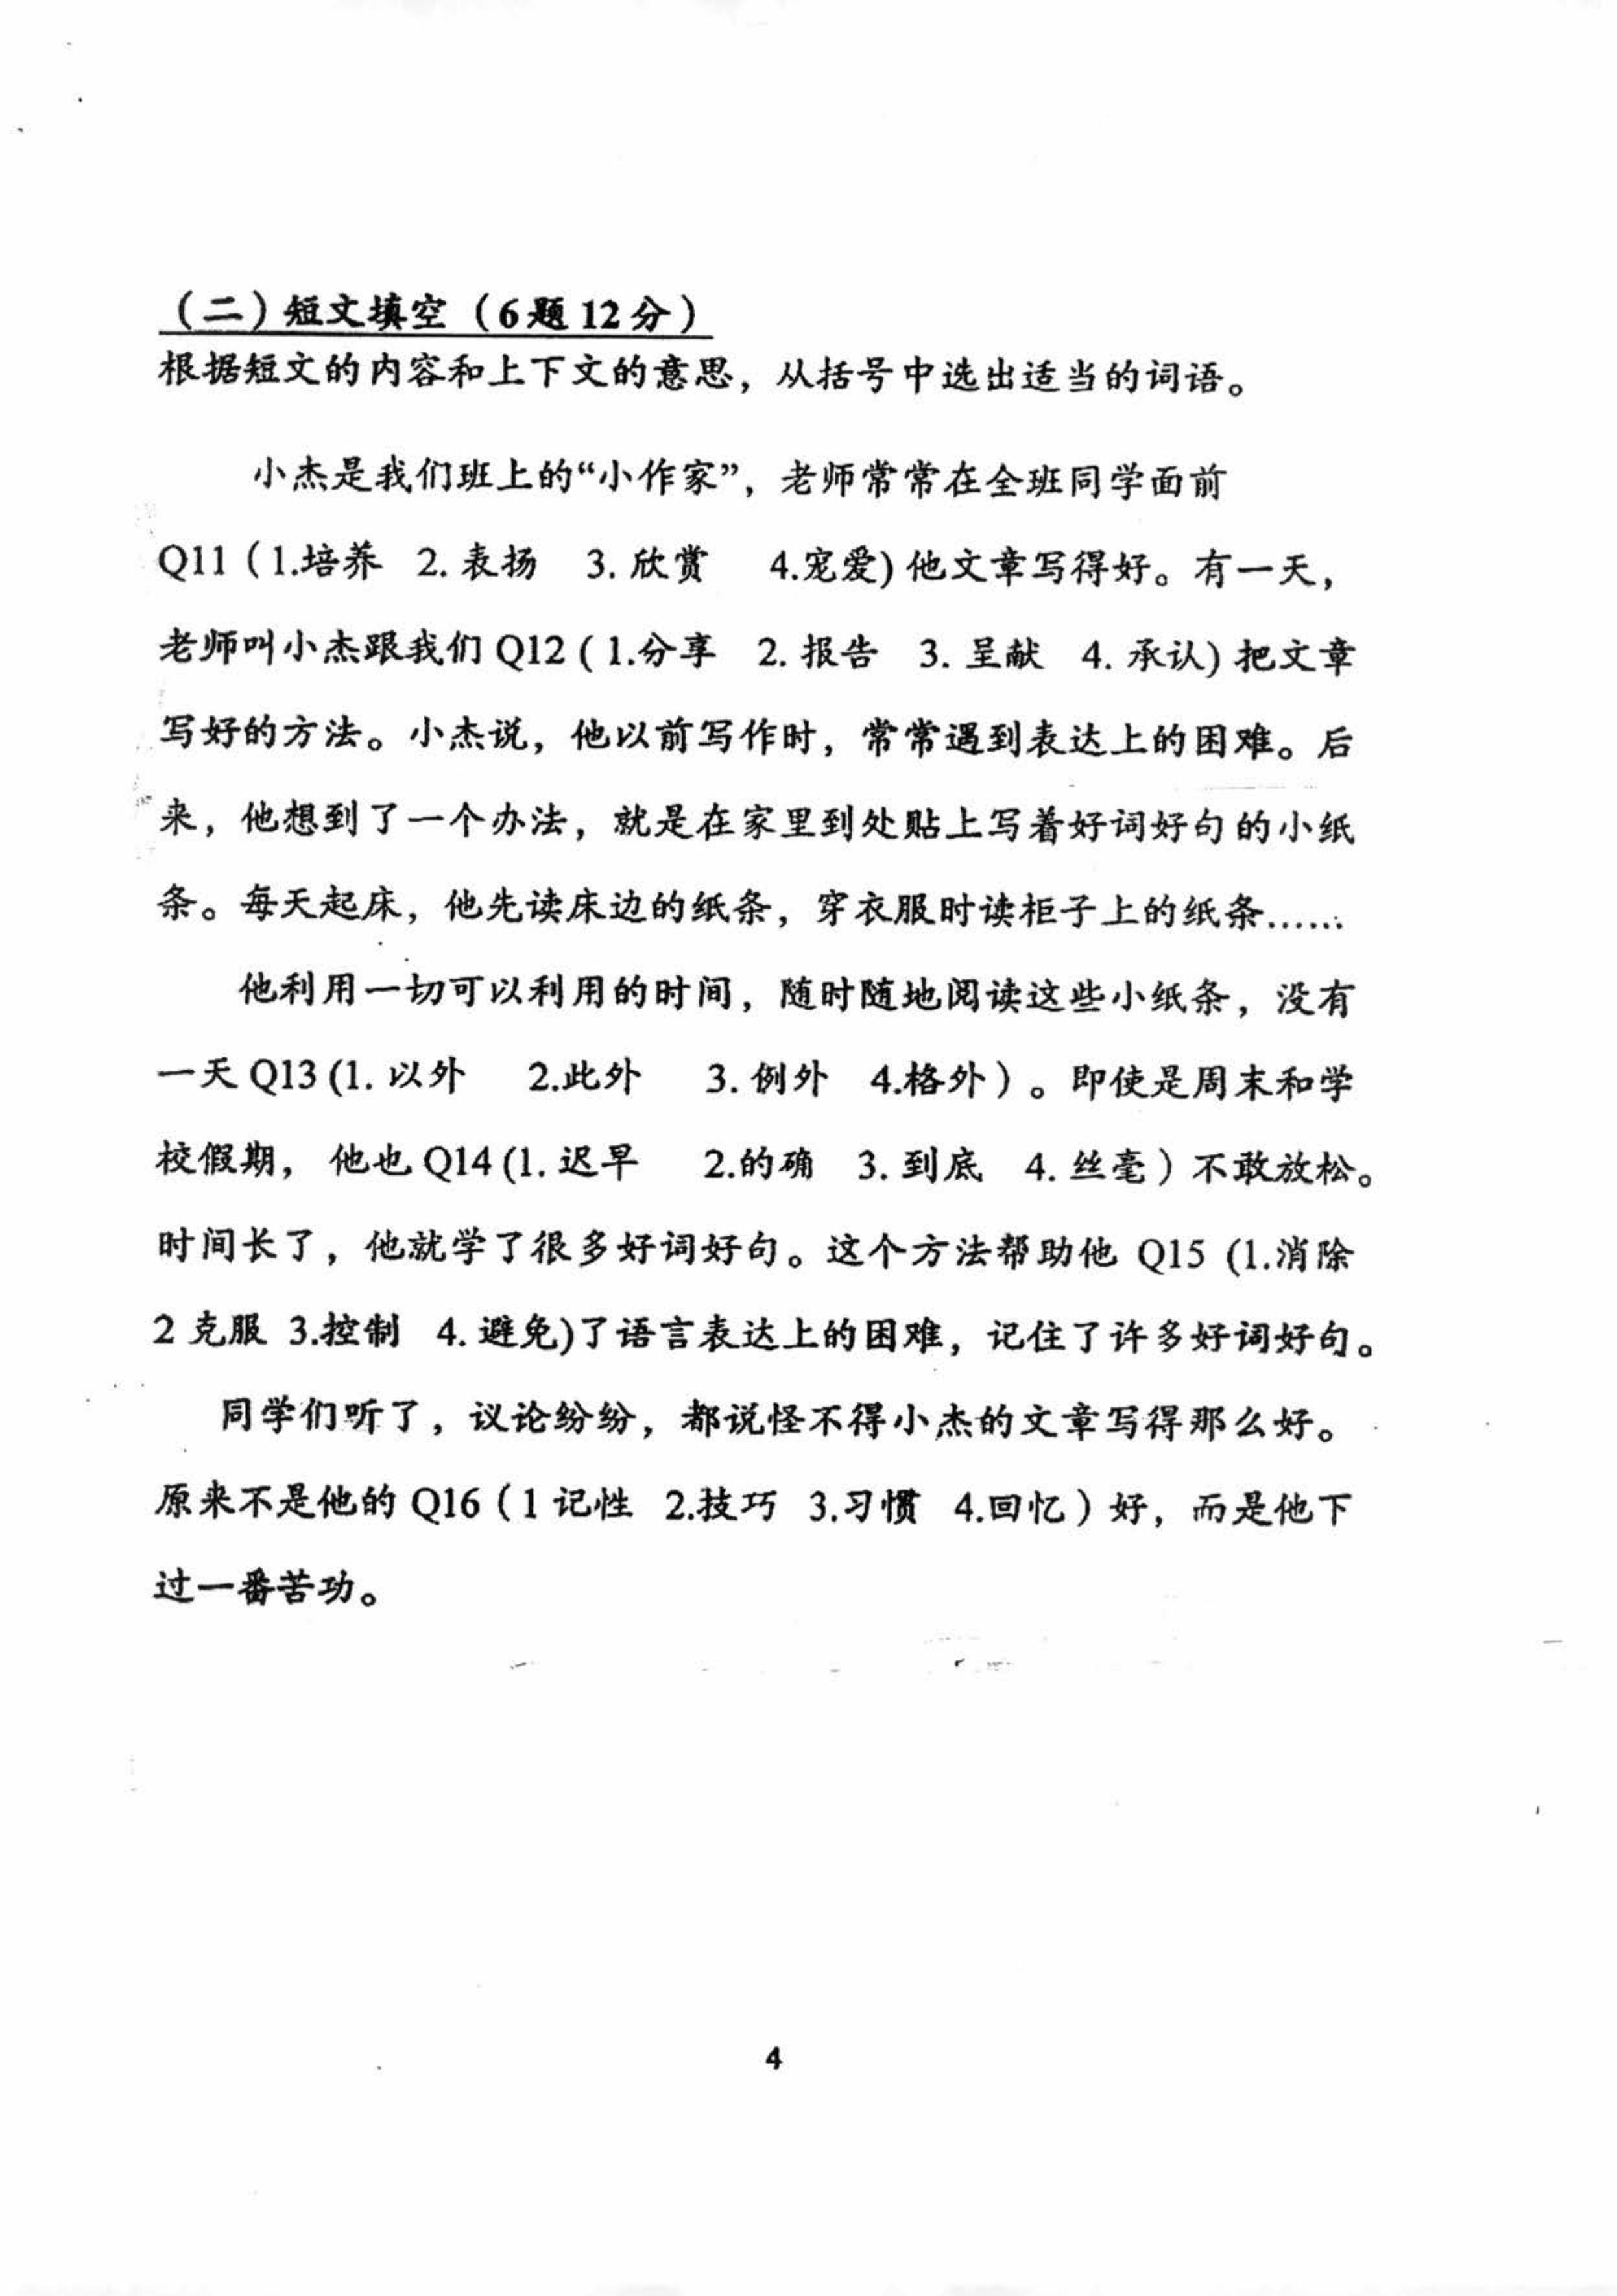 （二）短文填空（6题12分）
根据短文的内容和上下文的意思，从括号中选出适当的词语。
小杰是我们班上的“小作家”，老师常常在全班同学面前
Q11（1.培养 2. 表扬 3. 欣赏 4.宠爱) 他文章写得好。有一天，
老师叫小杰跟我们 Q12 ( 1.分享 2. 报告 3. 呈献 4. 承认) 把文章
写好的方法。小杰说，他以前写作时，常常遇到表达上的困难。后
来，他想到了一个办法，就是在家里到处贴上写着好词好句的小纸
条。每天起床，他先读床边的纸条，穿衣服时读柜子上的纸条……
他利用一切可以利用的时间，随时随地阅读这些小纸条，没有
一天 Q13 (1. 以外 2.此外 3. 例外 4.格外）。即使是周末和学
校假期， 他也 Q14 (1. 迟早 2.的确 3. 到底 4. 丝毫）不敢放松。
时间长了，他就学了很多好词好句。这个方法帮助他 Q15 (1.消除
2 克服 3.控制 4. 避免)了语言表达上的困难，记住了许多好词好句。
同学们听了，议论纷纷，都说怪不得小杰的文章写得那么好。
原来不是他的 Q16（1 记性 2.技巧 3.习惯 4.回忆）好，而是他下
过一番苦功。
4